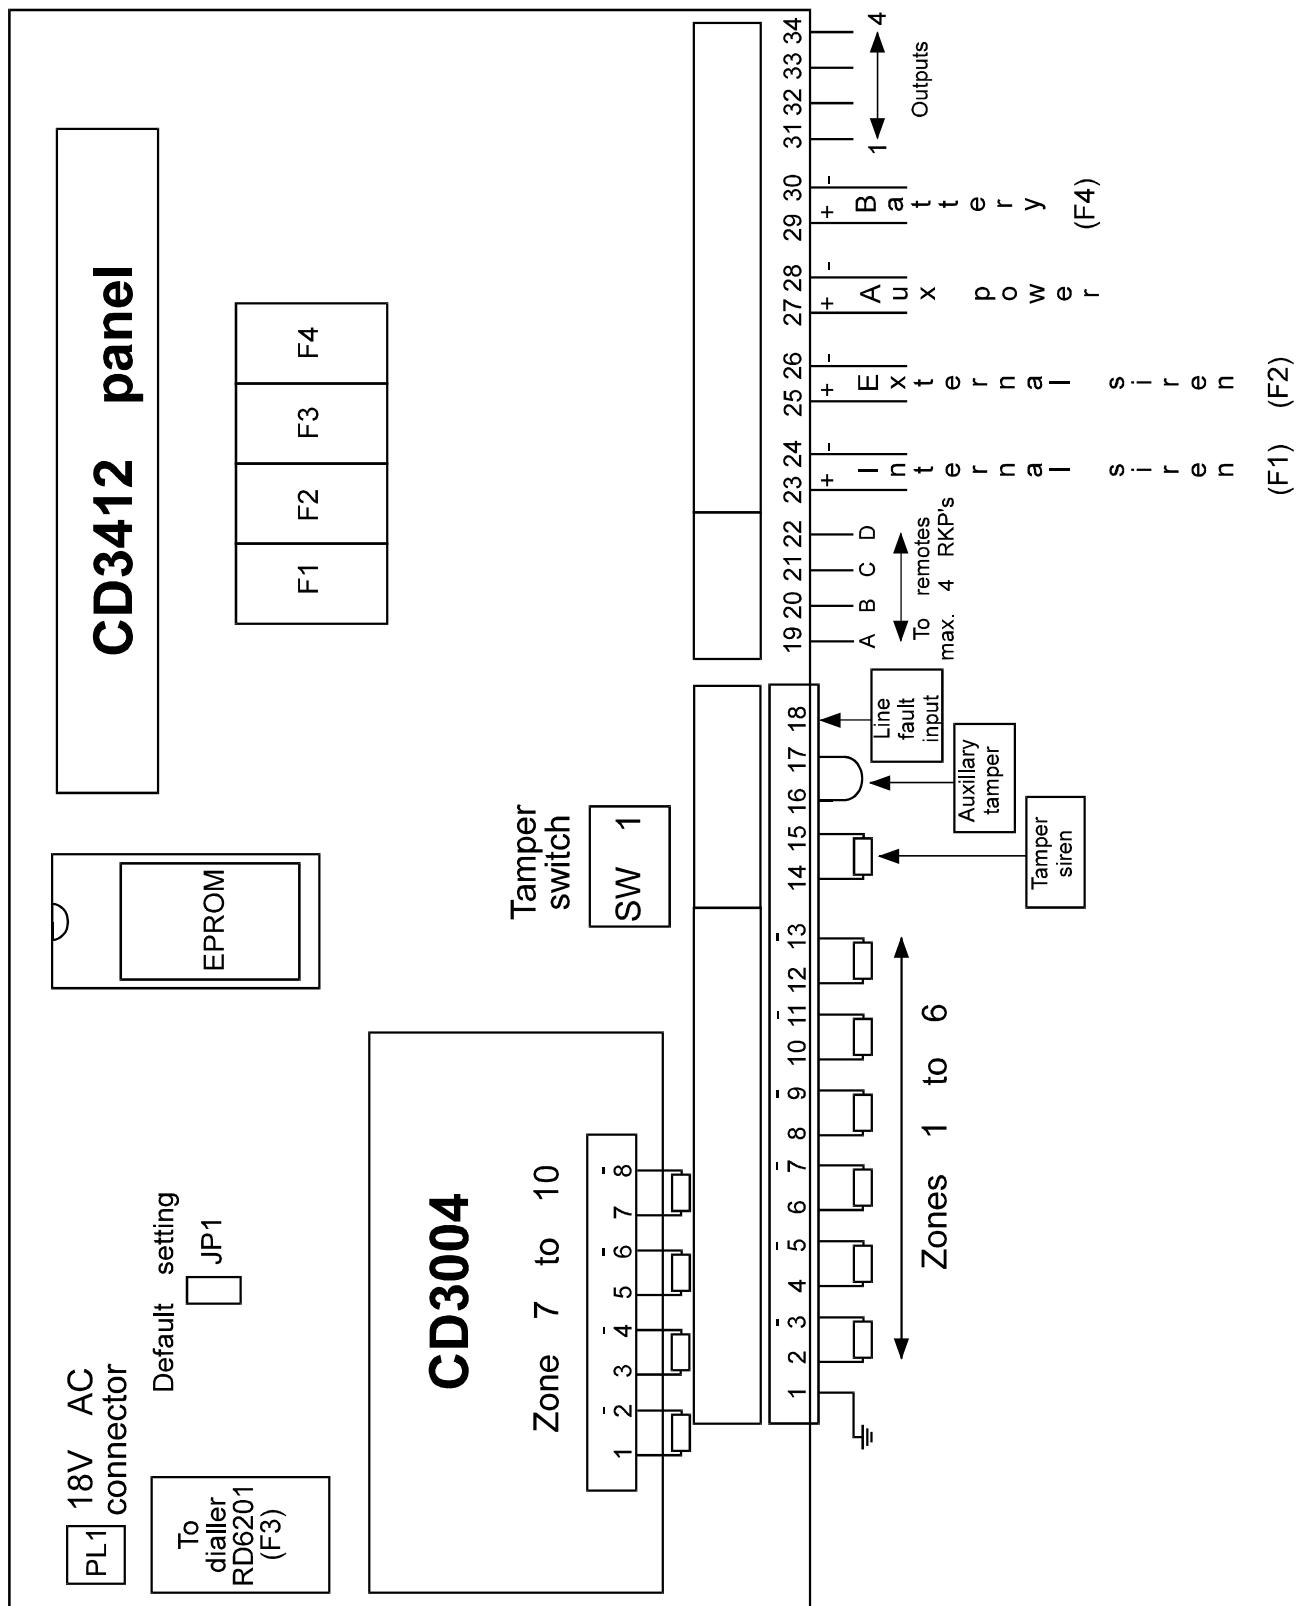 PL1
18V AC
connector
To
dialler
RD6201
(F3)
Default setting
JP1
EPROM
CD3412 panel
F1
F2
F3
F4
CD3004
Zone 7 to 10
- - - -
1 2 3 4 5 6 7 8
Tamper
switch
SW 1
- - - - - -
1 2 3 4 5 6 7 8 9 10 11 12 13 14 15 16 17 18
19 20 21 22 23 24 25 26 27 28 29 30 31 32 33 34
Zones 1 to 6
Tamper
siren
Auxillary
tamper
Line
fault
input
A B C D
To remotes
max. 4 RKP's
+ -
Internal siren
(F1)
+ -
External siren
(F2)
+ -
Aux power
+ -
Battery
(F4)
1 4
Outputs